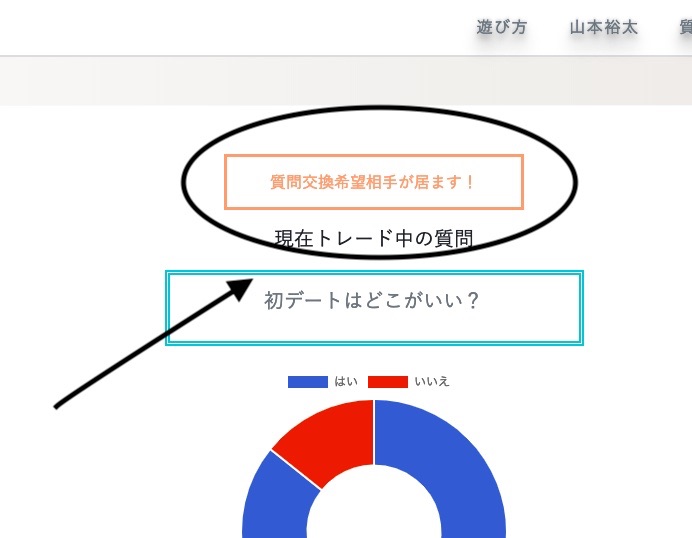 遊び方 山本裕太 質
質問交換希望相手が居ます！
現在トレード中の質問
初デートはどこがいい？
はい いいえ